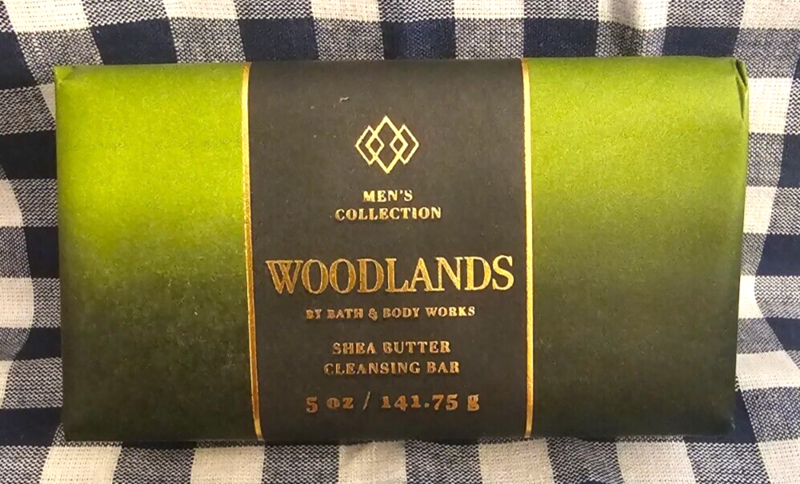 MEN'S
COLLECTION
WOODLANDS
BY BATH & BODY WORKS
SHEA BUTTER
CLEANSING BAR
5 oz / 141.75 g